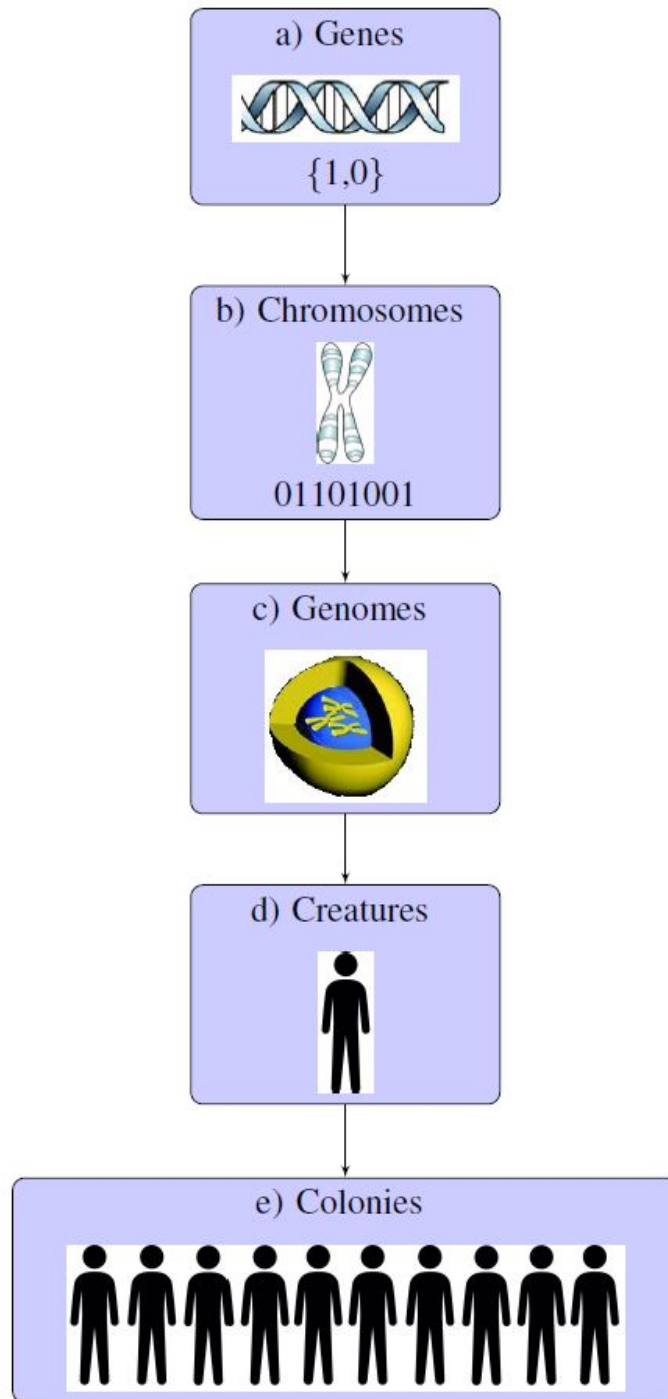 a) Genes
{1,0}
b) Chromosomes
01101001
c) Genomes
d) Creatures
e) Colonies